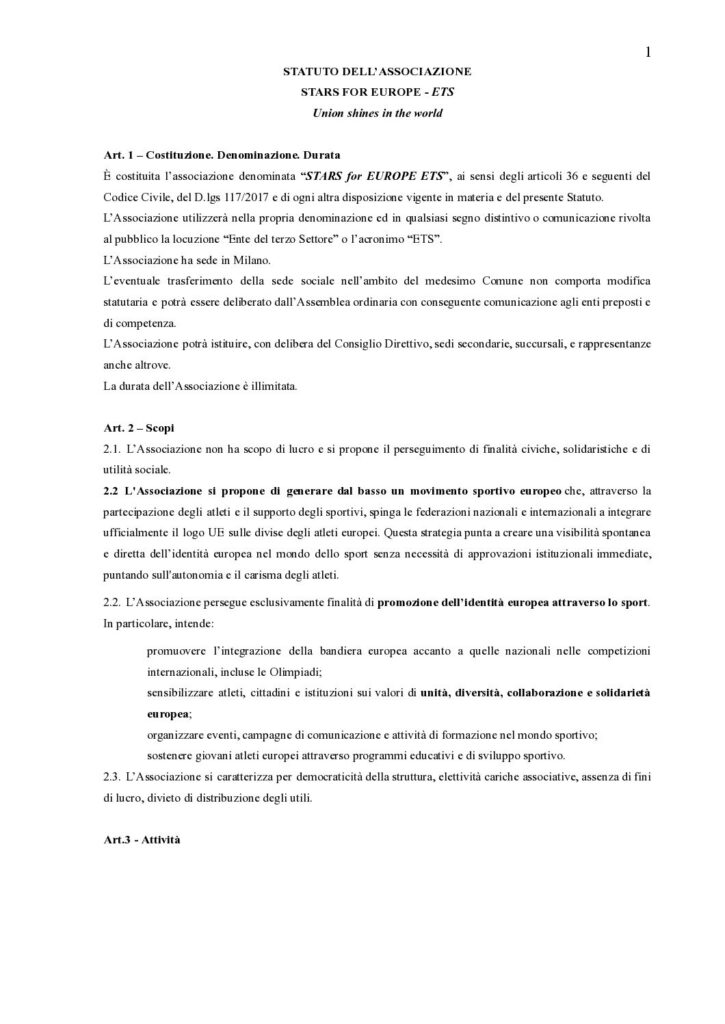 1
STATUTO DELL’ASSOCIAZIONE
STARS FOR EUROPE - ETS
Union shines in the world
Art. 1 – Costituzione. Denominazione. Durata
È costituita l’associazione denominata “STARS for EUROPE ETS”, ai sensi degli articoli 36 e seguenti del
Codice Civile, del D.lgs 117/2017 e di ogni altra disposizione vigente in materia e del presente Statuto.
L’Associazione utilizzerà nella propria denominazione ed in qualsiasi segno distintivo o comunicazione rivolta
al pubblico la locuzione “Ente del terzo Settore” o l’acronimo “ETS”.
L’Associazione ha sede in Milano.
L’eventuale trasferimento della sede sociale nell’ambito del medesimo Comune non comporta modifica
statutaria e potrà essere deliberato dall’Assemblea ordinaria con conseguente comunicazione agli enti preposti e
di competenza.
L’Associazione potrà istituire, con delibera del Consiglio Direttivo, sedi secondarie, succursali, e rappresentanze
anche altrove.
La durata dell’Associazione è illimitata.
Art. 2 – Scopi
2.1. L’Associazione non ha scopo di lucro e si propone il perseguimento di finalità civiche, solidaristiche e di
utilità sociale.
2.2 L'Associazione si propone di generare dal basso un movimento sportivo europeo che, attraverso la
partecipazione degli atleti e il supporto degli sportivi, spinga le federazioni nazionali e internazionali a integrare
ufficialmente il logo UE sulle divise degli atleti europei. Questa strategia punta a creare una visibilità spontanea
e diretta dell’identità europea nel mondo dello sport senza necessità di approvazioni istituzionali immediate,
puntando sull'autonomia e il carisma degli atleti.
2.2. L’Associazione persegue esclusivamente finalità di promozione dell’identità europea attraverso lo sport.
In particolare, intende:
promuovere l’integrazione della bandiera europea accanto a quelle nazionali nelle competizioni
internazionali, incluse le Olimpiadi;
sensibilizzare atleti, cittadini e istituzioni sui valori di unità, diversità, collaborazione e solidarietà
europea;
organizzare eventi, campagne di comunicazione e attività di formazione nel mondo sportivo;
sostenere giovani atleti europei attraverso programmi educativi e di sviluppo sportivo.
2.3. L’Associazione si caratterizza per democraticità della struttura, elettività cariche associative, assenza di fini
di lucro, divieto di distribuzione degli utili.
Art.3 - Attività